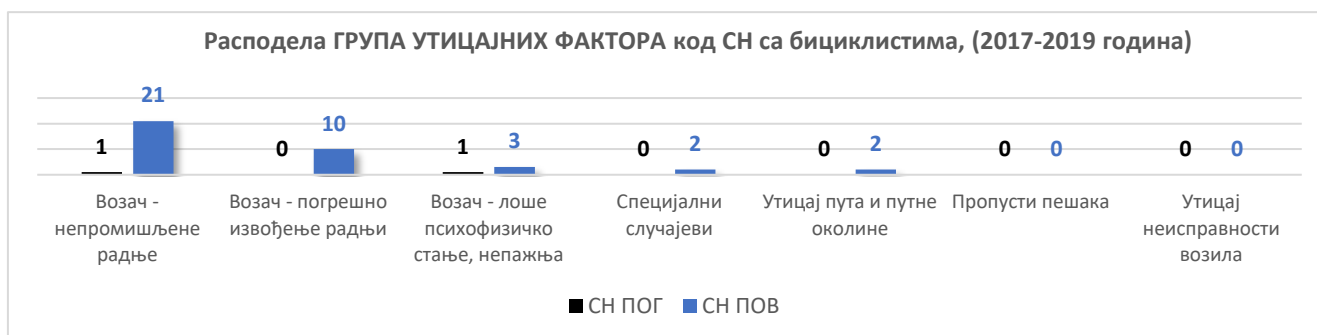 Расподела ГРУПА УТИЦАЈНИХ ФАКТОРА код СН са бициклистима, (2017-2019 година)
1 21 0 10 1 3 0 2 0 2 0 0 0 0
Возач -
непромишљене
радње
Возач - погрешно
извођење радњи
Возач - лоше
психофизичко
стање, непажња
Специјални
случајеви
Утицај пута и путне
околине
Пропусти пешака
Утицај
неисправности
возила
СН ПОГ СН ПОВ